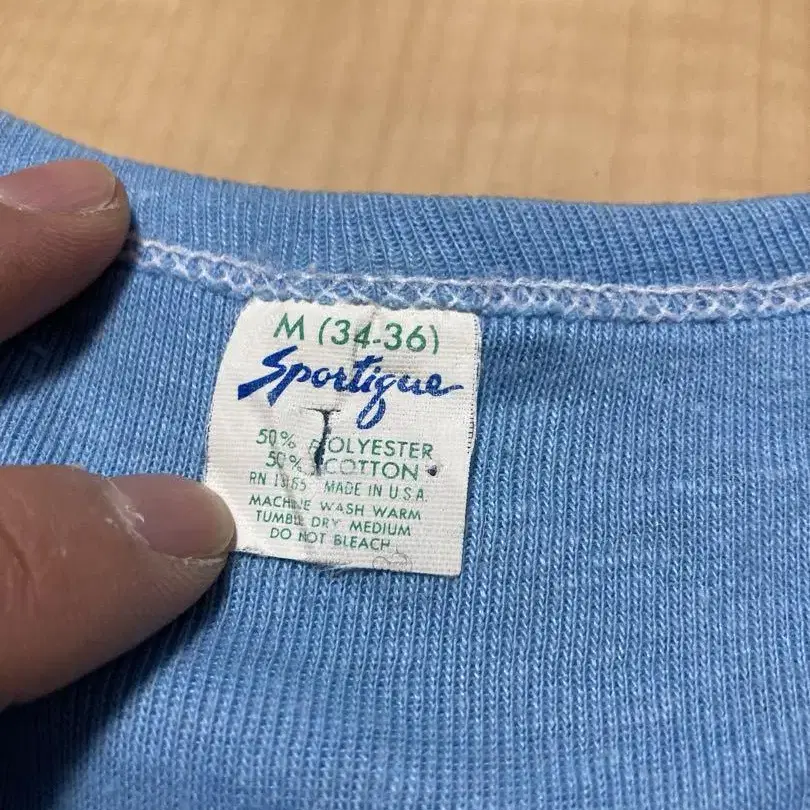 M (34-36)
Sportique
50% POLYESTER
50% COTTON
RN 13165 MADE IN U.S.A.
MACHINE WASH WARM
TUMBLE DRY MEDIUM
DO NOT BLEACH